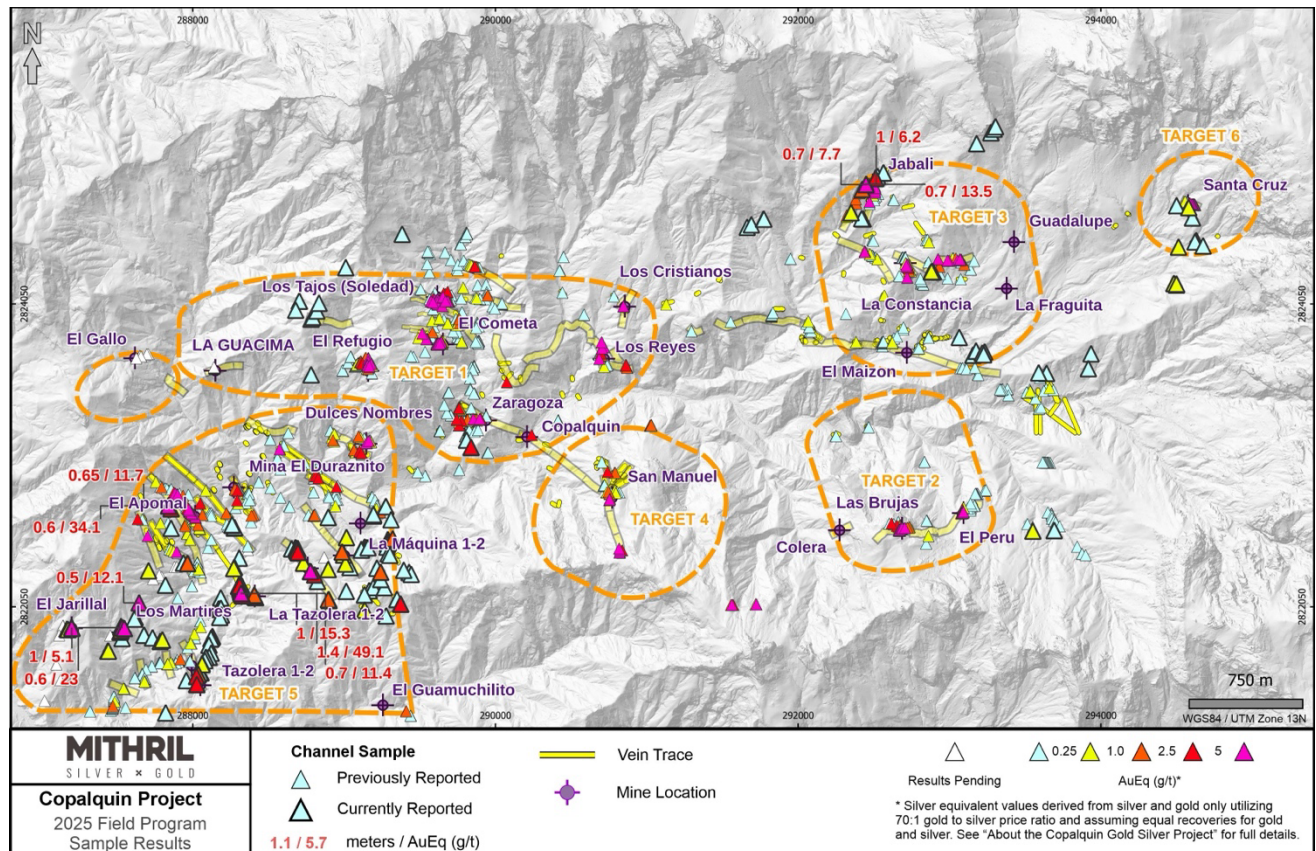 288000
290000
292000
294000
N
1 / 6.2
0.7 / 7.7
Jabali
0.7 / 13.5
TARGET 6
Santa Cruz
TARGET 3
Guadalupe
Los Cristianos
Los Tajos (Soledad)
2824050
2824050
La Constancia
La Fraguita
El Cometa
El Gallo
LA GUACIMA
El Refugio
Los Reyes
TARGET 1
El Maizon
Dulces Nombres
Zaragoza
Copalquin
Mina El Duraznito
0.65 / 11.7
San Manuel
TARGET 2
El Apomal
Las Brujas
0.6 / 34.1
TARGET 4
La Máquina 1-2
Colera
El Peru
0.5 / 12.1
El Jarillal
Los Martires
2822050
2822050
La Tazolera 1-2
1 / 15.3
1 / 5.1
1.4 / 49.1
0.6 / 23
Tazolera 1-2
0.7 / 11.4
TARGET 5
El Guamuchilito
750 m
288000
290000
292000
294000
WGS84 / UTM Zone 13N
MITHRIL
SILVER × GOLD
Copalquin Project
2025 Field Program
Sample Results
Channel Sample
Previously Reported
Currently Reported
1.1 / 5.7 meters / AuEq (g/t)
Vein Trace
Mine Location
0.25 1.0 2.5 5
Results Pending AuEq (g/t)*
* Silver equivalent values derived from silver and gold only utilizing
70:1 gold to silver price ratio and assuming equal recoveries for gold
and silver. See “About the Copalquin Gold Silver Project” for full details.